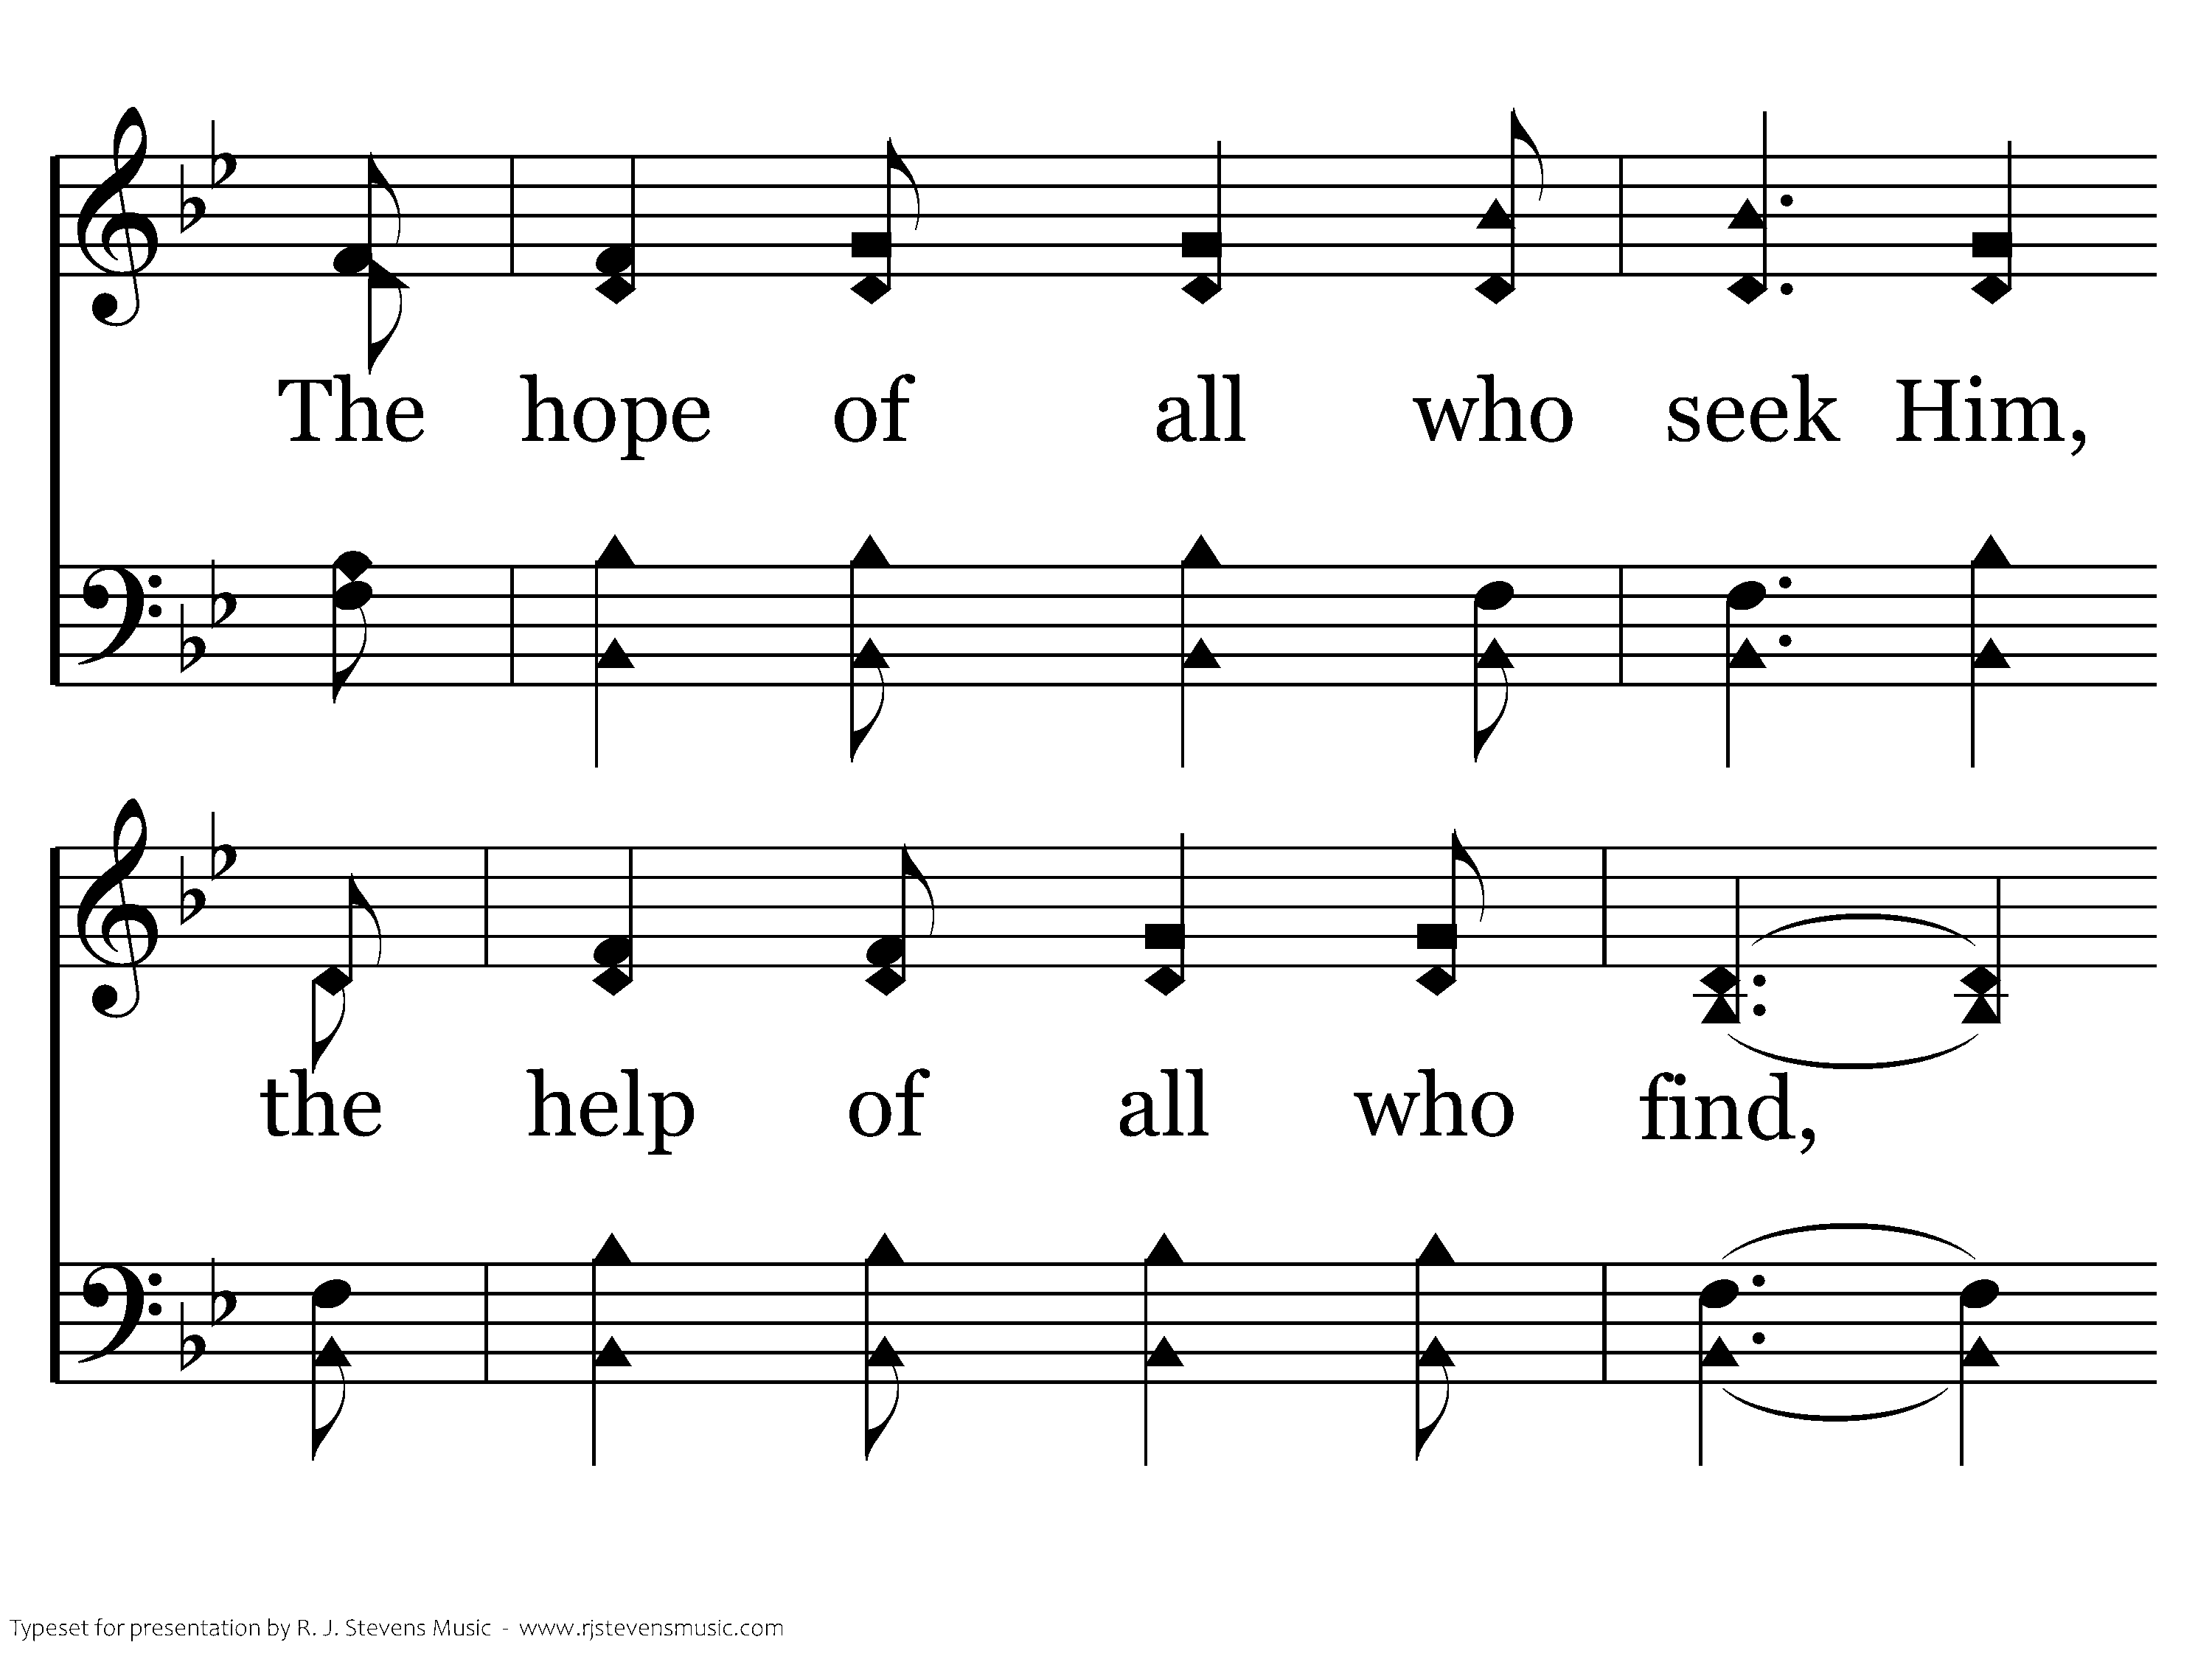 The hope of all who seek Him,
the help of all who find,
Typeset for presentation by R. J. Stevens Music - www.rjstevensmusic.com